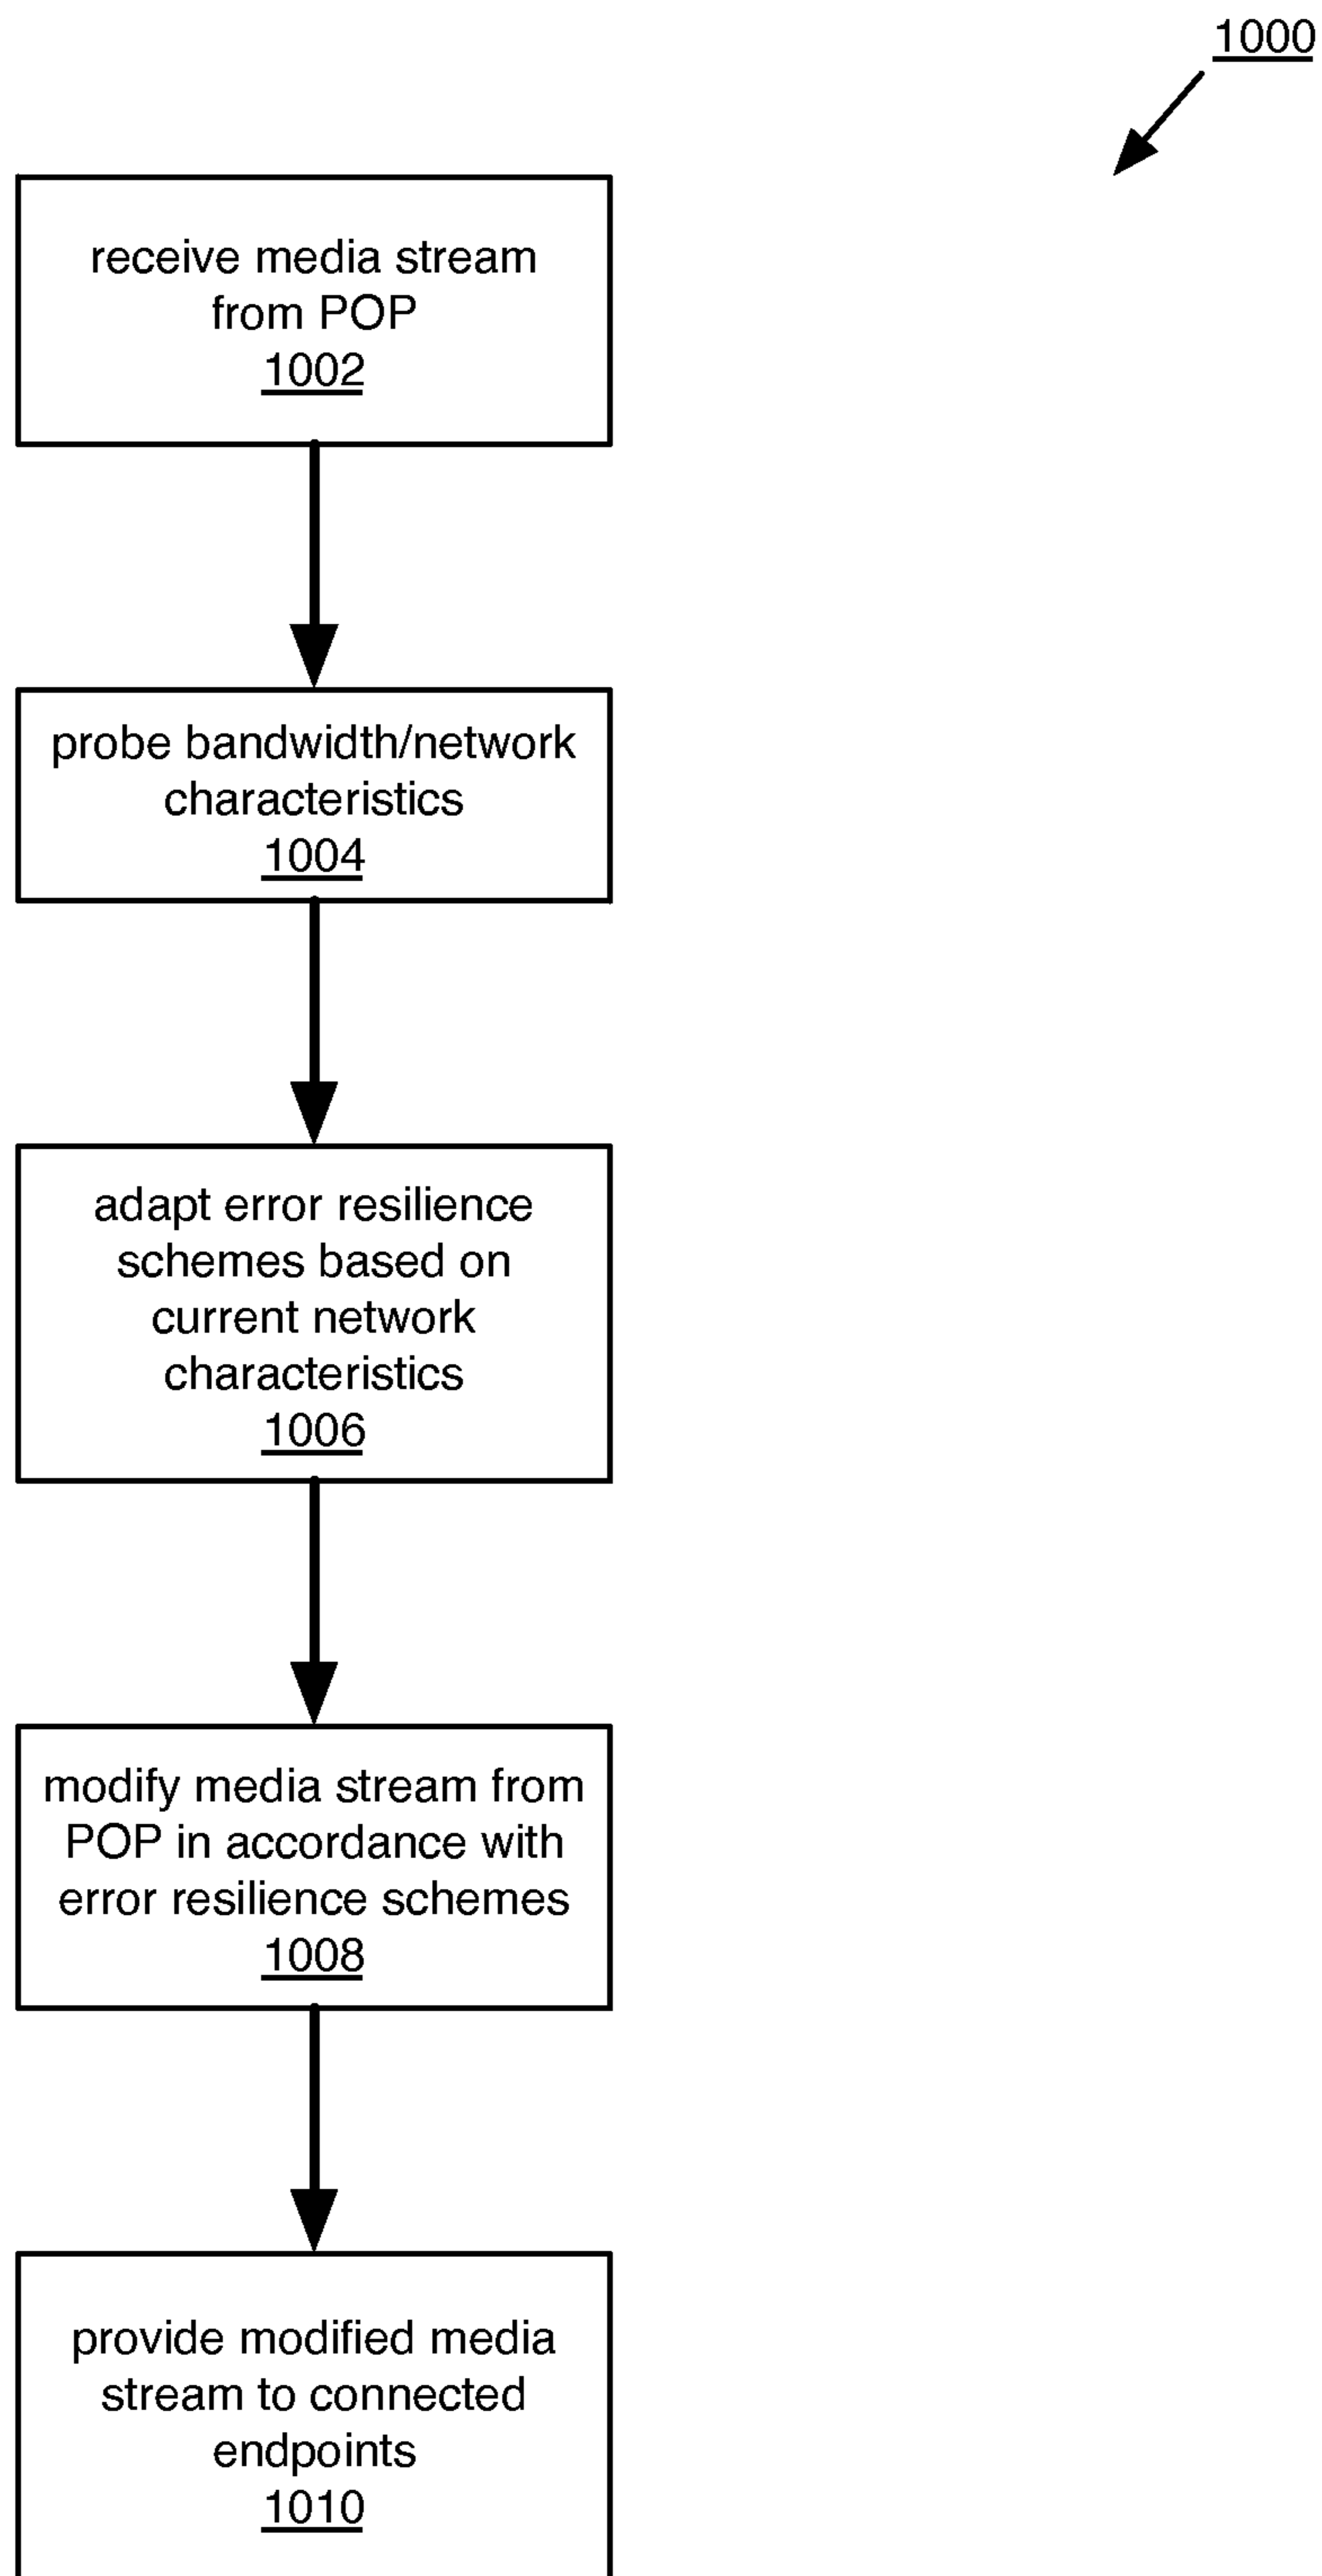 1000
receive media stream
from POP
1002
probe bandwidth/network
characteristics
1004
adapt error resilience
schemes based on
current network
characteristics
1006
modify media stream from
POP in accordance with
error resilience schemes
1008
provide modified media
stream to connected
endpoints
1010